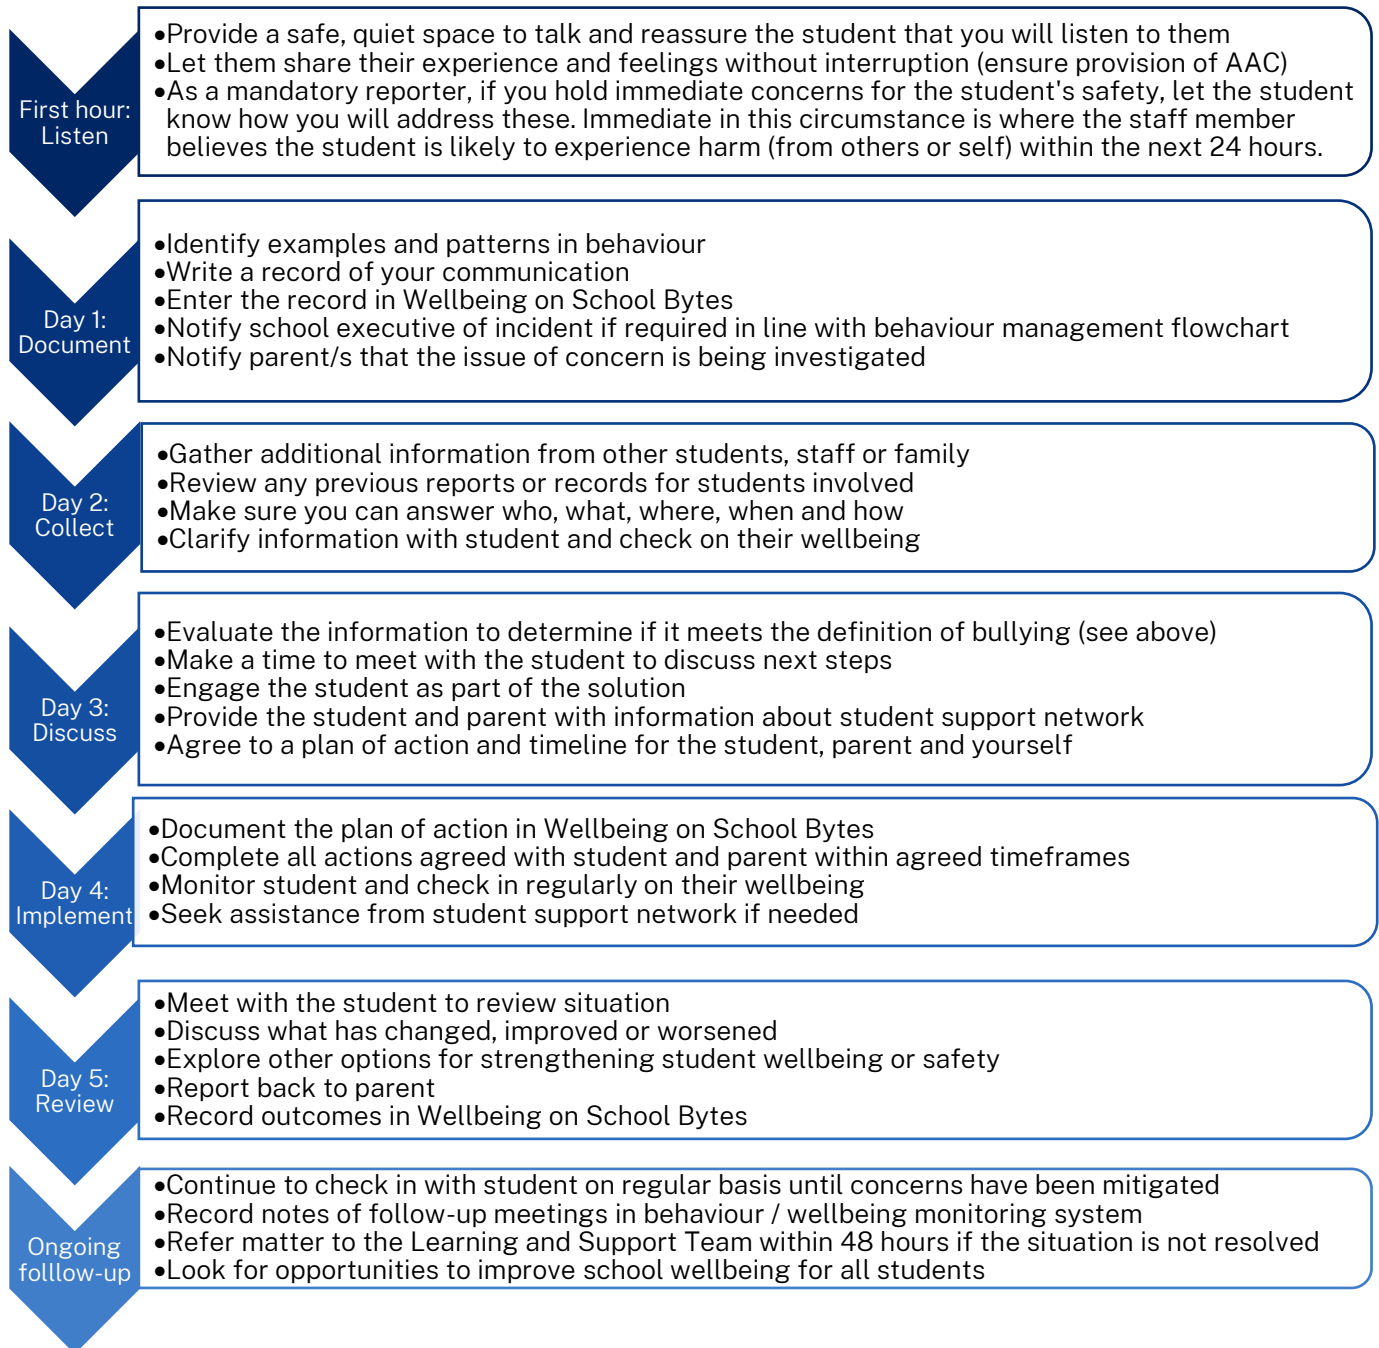 First hour:
Listen
•Provide a safe, quiet space to talk and reassure the student that you will listen to them
•Let them share their experience and feelings without interruption (ensure provision of AAC)
•As a mandatory reporter, if you hold immediate concerns for the student's safety, let the student
know how you will address these. Immediate in this circumstance is where the staff member
believes the student is likely to experience harm (from others or self) within the next 24 hours.
Day 1:
Document
•Identify examples and patterns in behaviour
•Write a record of your communication
•Enter the record in Wellbeing on School Bytes
•Notify school executive of incident if required in line with behaviour management flowchart
•Notify parent/s that the issue of concern is being investigated
Day 2:
Collect
•Gather additional information from other students, staff or family
•Review any previous reports or records for students involved
•Make sure you can answer who, what, where, when and how
•Clarify information with student and check on their wellbeing
Day 3:
Discuss
•Evaluate the information to determine if it meets the definition of bullying (see above)
•Make a time to meet with the student to discuss next steps
•Engage the student as part of the solution
•Provide the student and parent with information about student support network
•Agree to a plan of action and timeline for the student, parent and yourself
Day 4:
Implement
•Document the plan of action in Wellbeing on School Bytes
•Complete all actions agreed with student and parent within agreed timeframes
•Monitor student and check in regularly on their wellbeing
•Seek assistance from student support network if needed
Day 5:
Review
•Meet with the student to review situation
•Discuss what has changed, improved or worsened
•Explore other options for strengthening student wellbeing or safety
•Report back to parent
•Record outcomes in Wellbeing on School Bytes
Ongoing
folllow-up
•Continue to check in with student on regular basis until concerns have been mitigated
•Record notes of follow-up meetings in behaviour / wellbeing monitoring system
•Refer matter to the Learning and Support Team within 48 hours if the situation is not resolved
•Look for opportunities to improve school wellbeing for all students